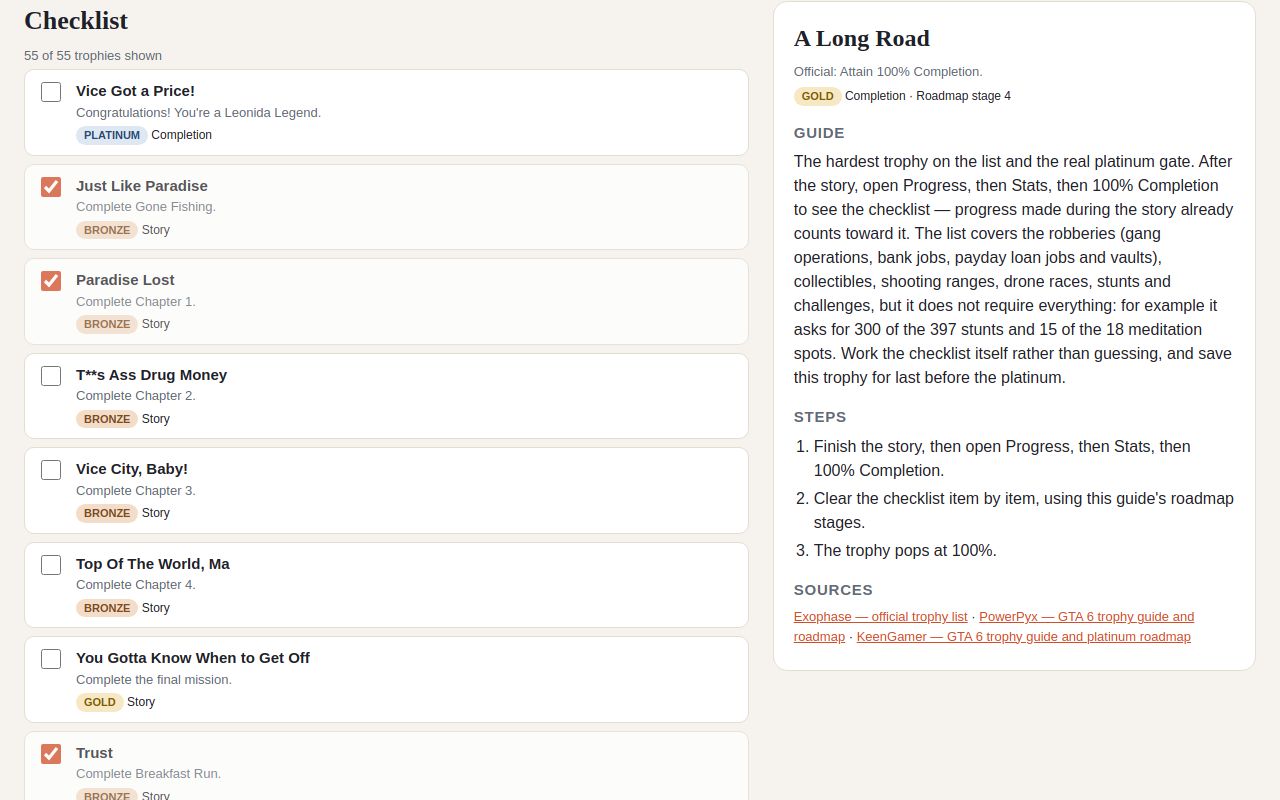 Checklist
55 of 55 trophies shown
Vice Got a Price!
Congratulations! You're a Leonida Legend.
PLATINUM Completion
Just Like Paradise
Complete Gone Fishing.
BRONZE Story
Paradise Lost
Complete Chapter 1.
BRONZE Story
T**s Ass Drug Money
Complete Chapter 2.
BRONZE Story
Vice City, Baby!
Complete Chapter 3.
BRONZE Story
Top Of The World, Ma
Complete Chapter 4.
BRONZE Story
You Gotta Know When to Get Off
Complete the final mission.
GOLD Story
Trust
Complete Breakfast Run.
BRONZE Story
A Long Road
Official: Attain 100% Completion.
GOLD Completion · Roadmap stage 4
GUIDE
The hardest trophy on the list and the real platinum gate. After
the story, open Progress, then Stats, then 100% Completion
to see the checklist — progress made during the story already
counts toward it. The list covers the robberies (gang
operations, bank jobs, payday loan jobs and vaults),
collectibles, shooting ranges, drone races, stunts and
challenges, but it does not require everything: for example it
asks for 300 of the 397 stunts and 15 of the 18 meditation
spots. Work the checklist itself rather than guessing, and save
this trophy for last before the platinum.
STEPS
1. Finish the story, then open Progress, then Stats, then
100% Completion.
2. Clear the checklist item by item, using this guide's roadmap
stages.
3. The trophy pops at 100%.
SOURCES
Exophase — official trophy list · PowerPyx — GTA 6 trophy guide and
roadmap · KeenGamer — GTA 6 trophy guide and platinum roadmap